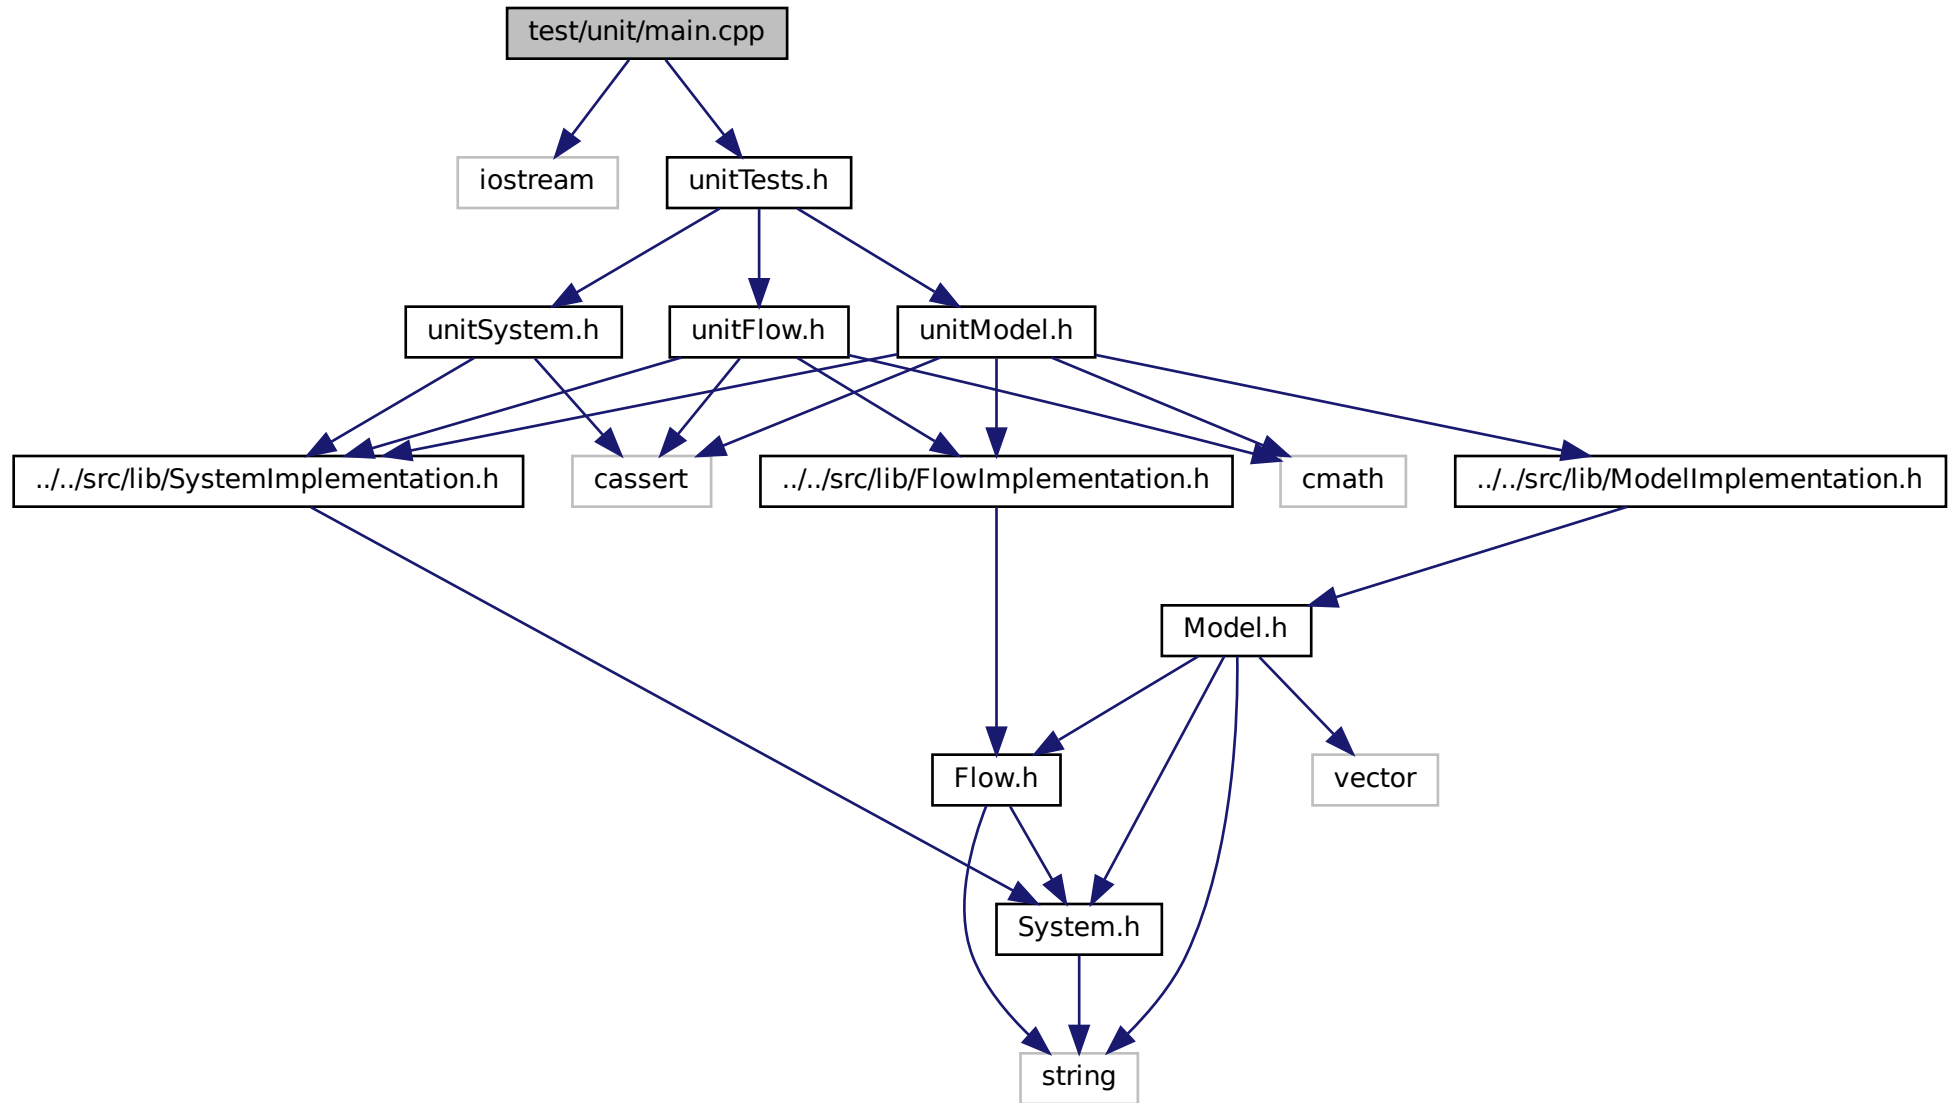 test/unit/main.cpp
iostream
unitTests.h
unitSystem.h
unitFlow.h
unitModel.h
../../src/lib/SystemImplementation.h
cassert
../../src/lib/FlowImplementation.h
cmath
../../src/lib/ModelImplementation.h
Model.h
Flow.h
vector
System.h
string